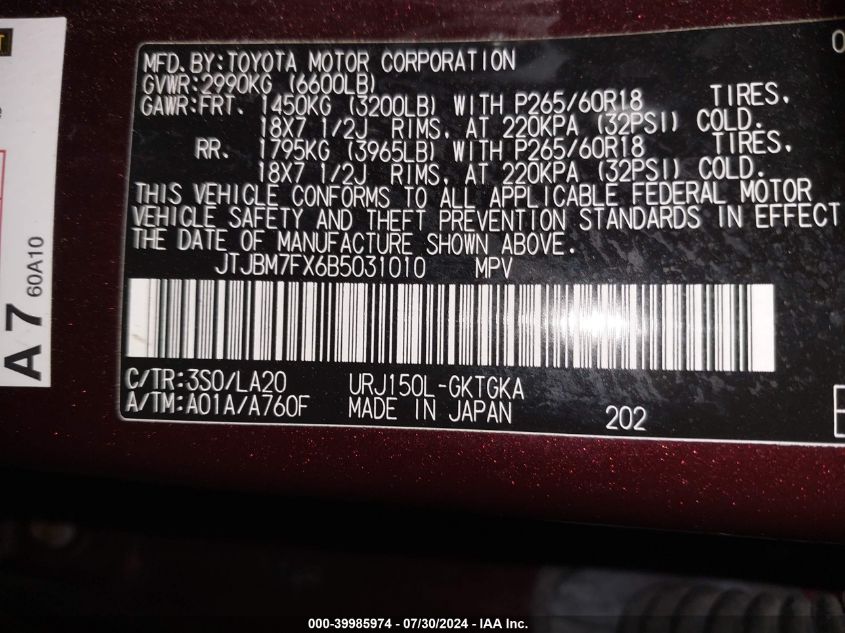 MFD.BY:TOYOTA MOTOR CORPORATION
GVWR:2990KG (6600LB)
GAWR:FRT. 1450KG (3200LB) WITH P265/60R18 TIRES,
18X7 1/2J RIMS, AT 220KPA (32PSI) COLD.
RR. 1795KG (3965LB) WITH P265/60R18 TIRES,
18X7 1/2J RIMS, AT 220KPA (32PSI) COLD.
THIS VEHICLE CONFORMS TO ALL APPLICABLE FEDERAL MOTOR
VEHICLE SAFETY AND THEFT PREVENTION STANDARDS IN EFFECT
THE DATE OF MANUFACTURE SHOWN ABOVE.
JTJBM7FX6B5031010 MPV
C/TR:3S0/LA20 URJ150L-GKTGKA
A/TM:A01A/A760F MADE IN JAPAN 202
A7
60A10
000-39985974 / 07/30/2024 - IAA Inc.